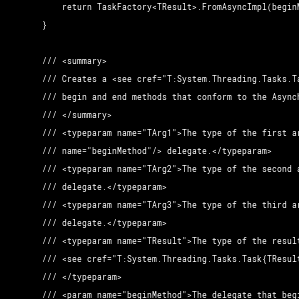 return TaskFactory<TResult>.FromAsyncImpl(begin
}
/// <summary>
/// Creates a <see cref="T:System.Threading.Tasks.Ta
/// begin and end methods that conform to the Asynch
/// </summary>
/// <typeparam name="TArg1">The type of the first ar
/// name="beginMethod"/> delegate.</typeparam>
/// <typeparam name="TArg2">The type of the second a
/// delegate.</typeparam>
/// <typeparam name="TArg3">The type of the third ar
/// delegate.</typeparam>
/// <typeparam name="TResult">The type of the result
/// <see cref="T:System.Threading.Tasks.Task{TResult
/// </typeparam>
/// <param name="beginMethod">The delegate that begi